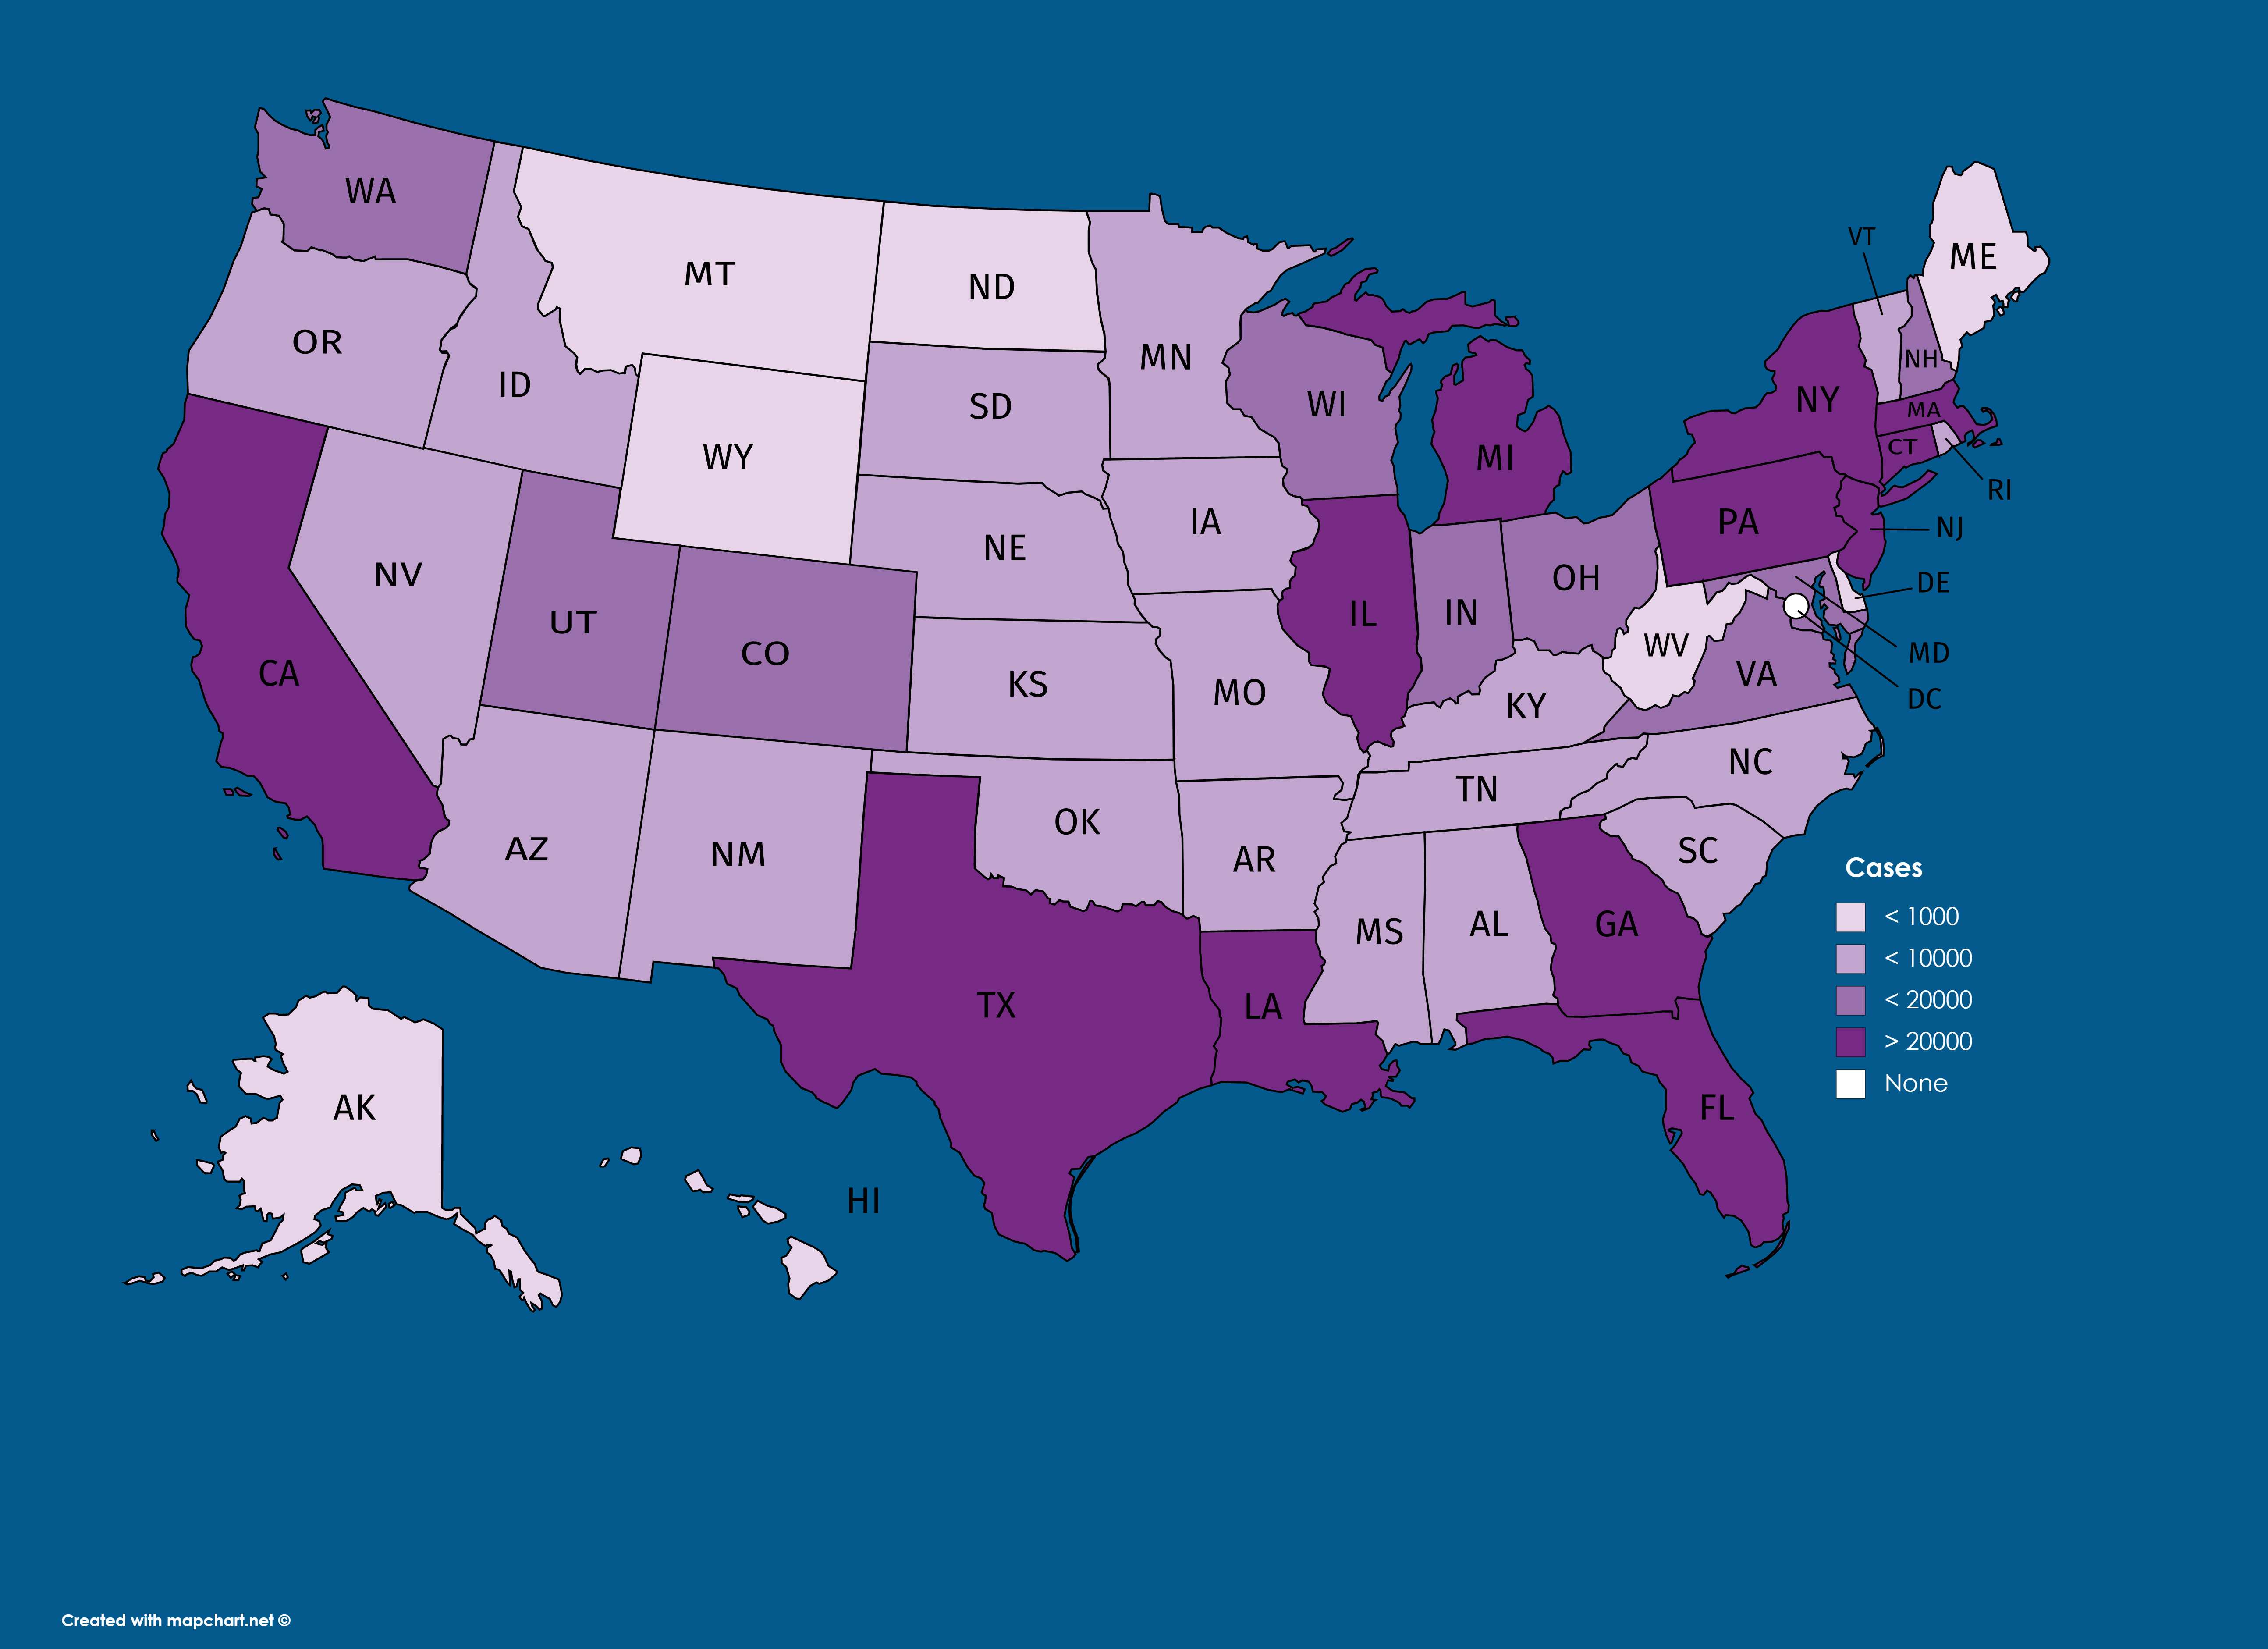 WA
MT
ND
VT
ME
OR
ID
MN
SD
WI
NH
NY
MA
WY
CT
MI
RI
IA
PA
NJ
NE
NV
OH
DE
UT
IN
IL
CO
WV
MD
CA
KS
VA
MO
DC
KY
NC
TN
OK
AZ
NM
AR
SC
Cases
MS
AL
GA
< 1000
< 10000
TX
LA
< 20000
> 20000
None
AK
FL
HI
Created with mapchart.net ©